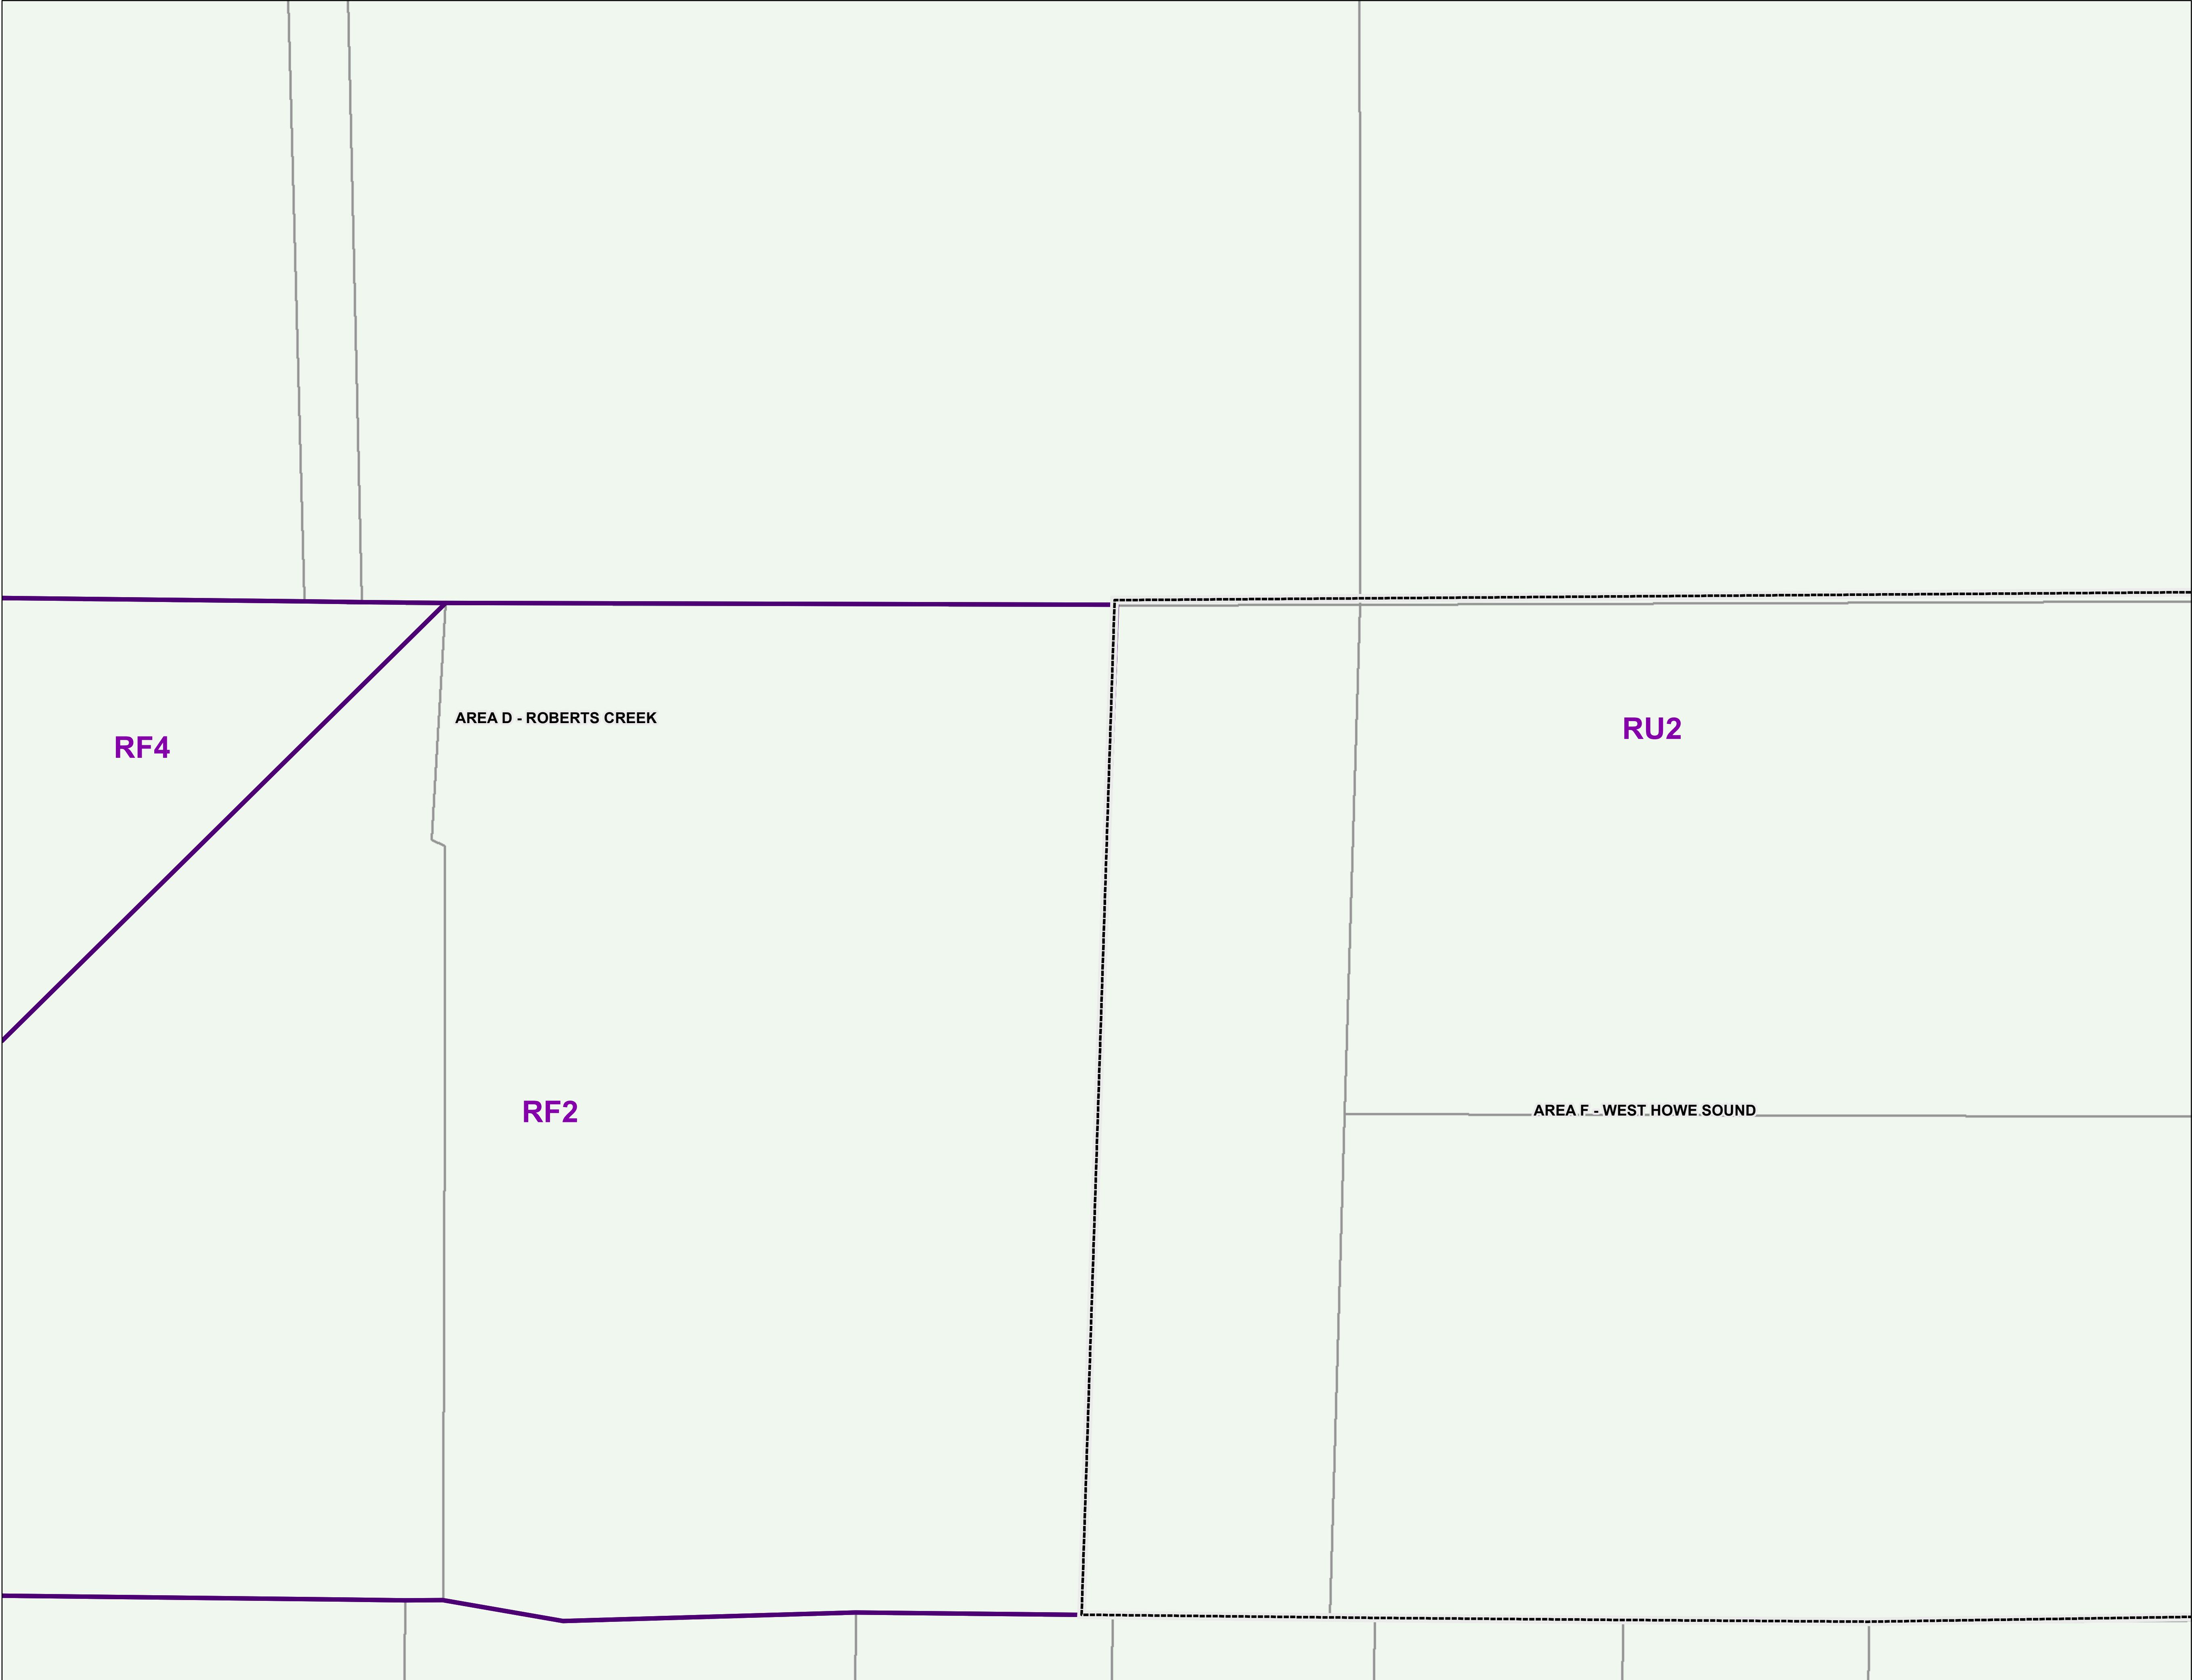 AREA D - ROBERTS CREEK
RU2
RF4
RF2
AREA F - WEST HOWE SOUND